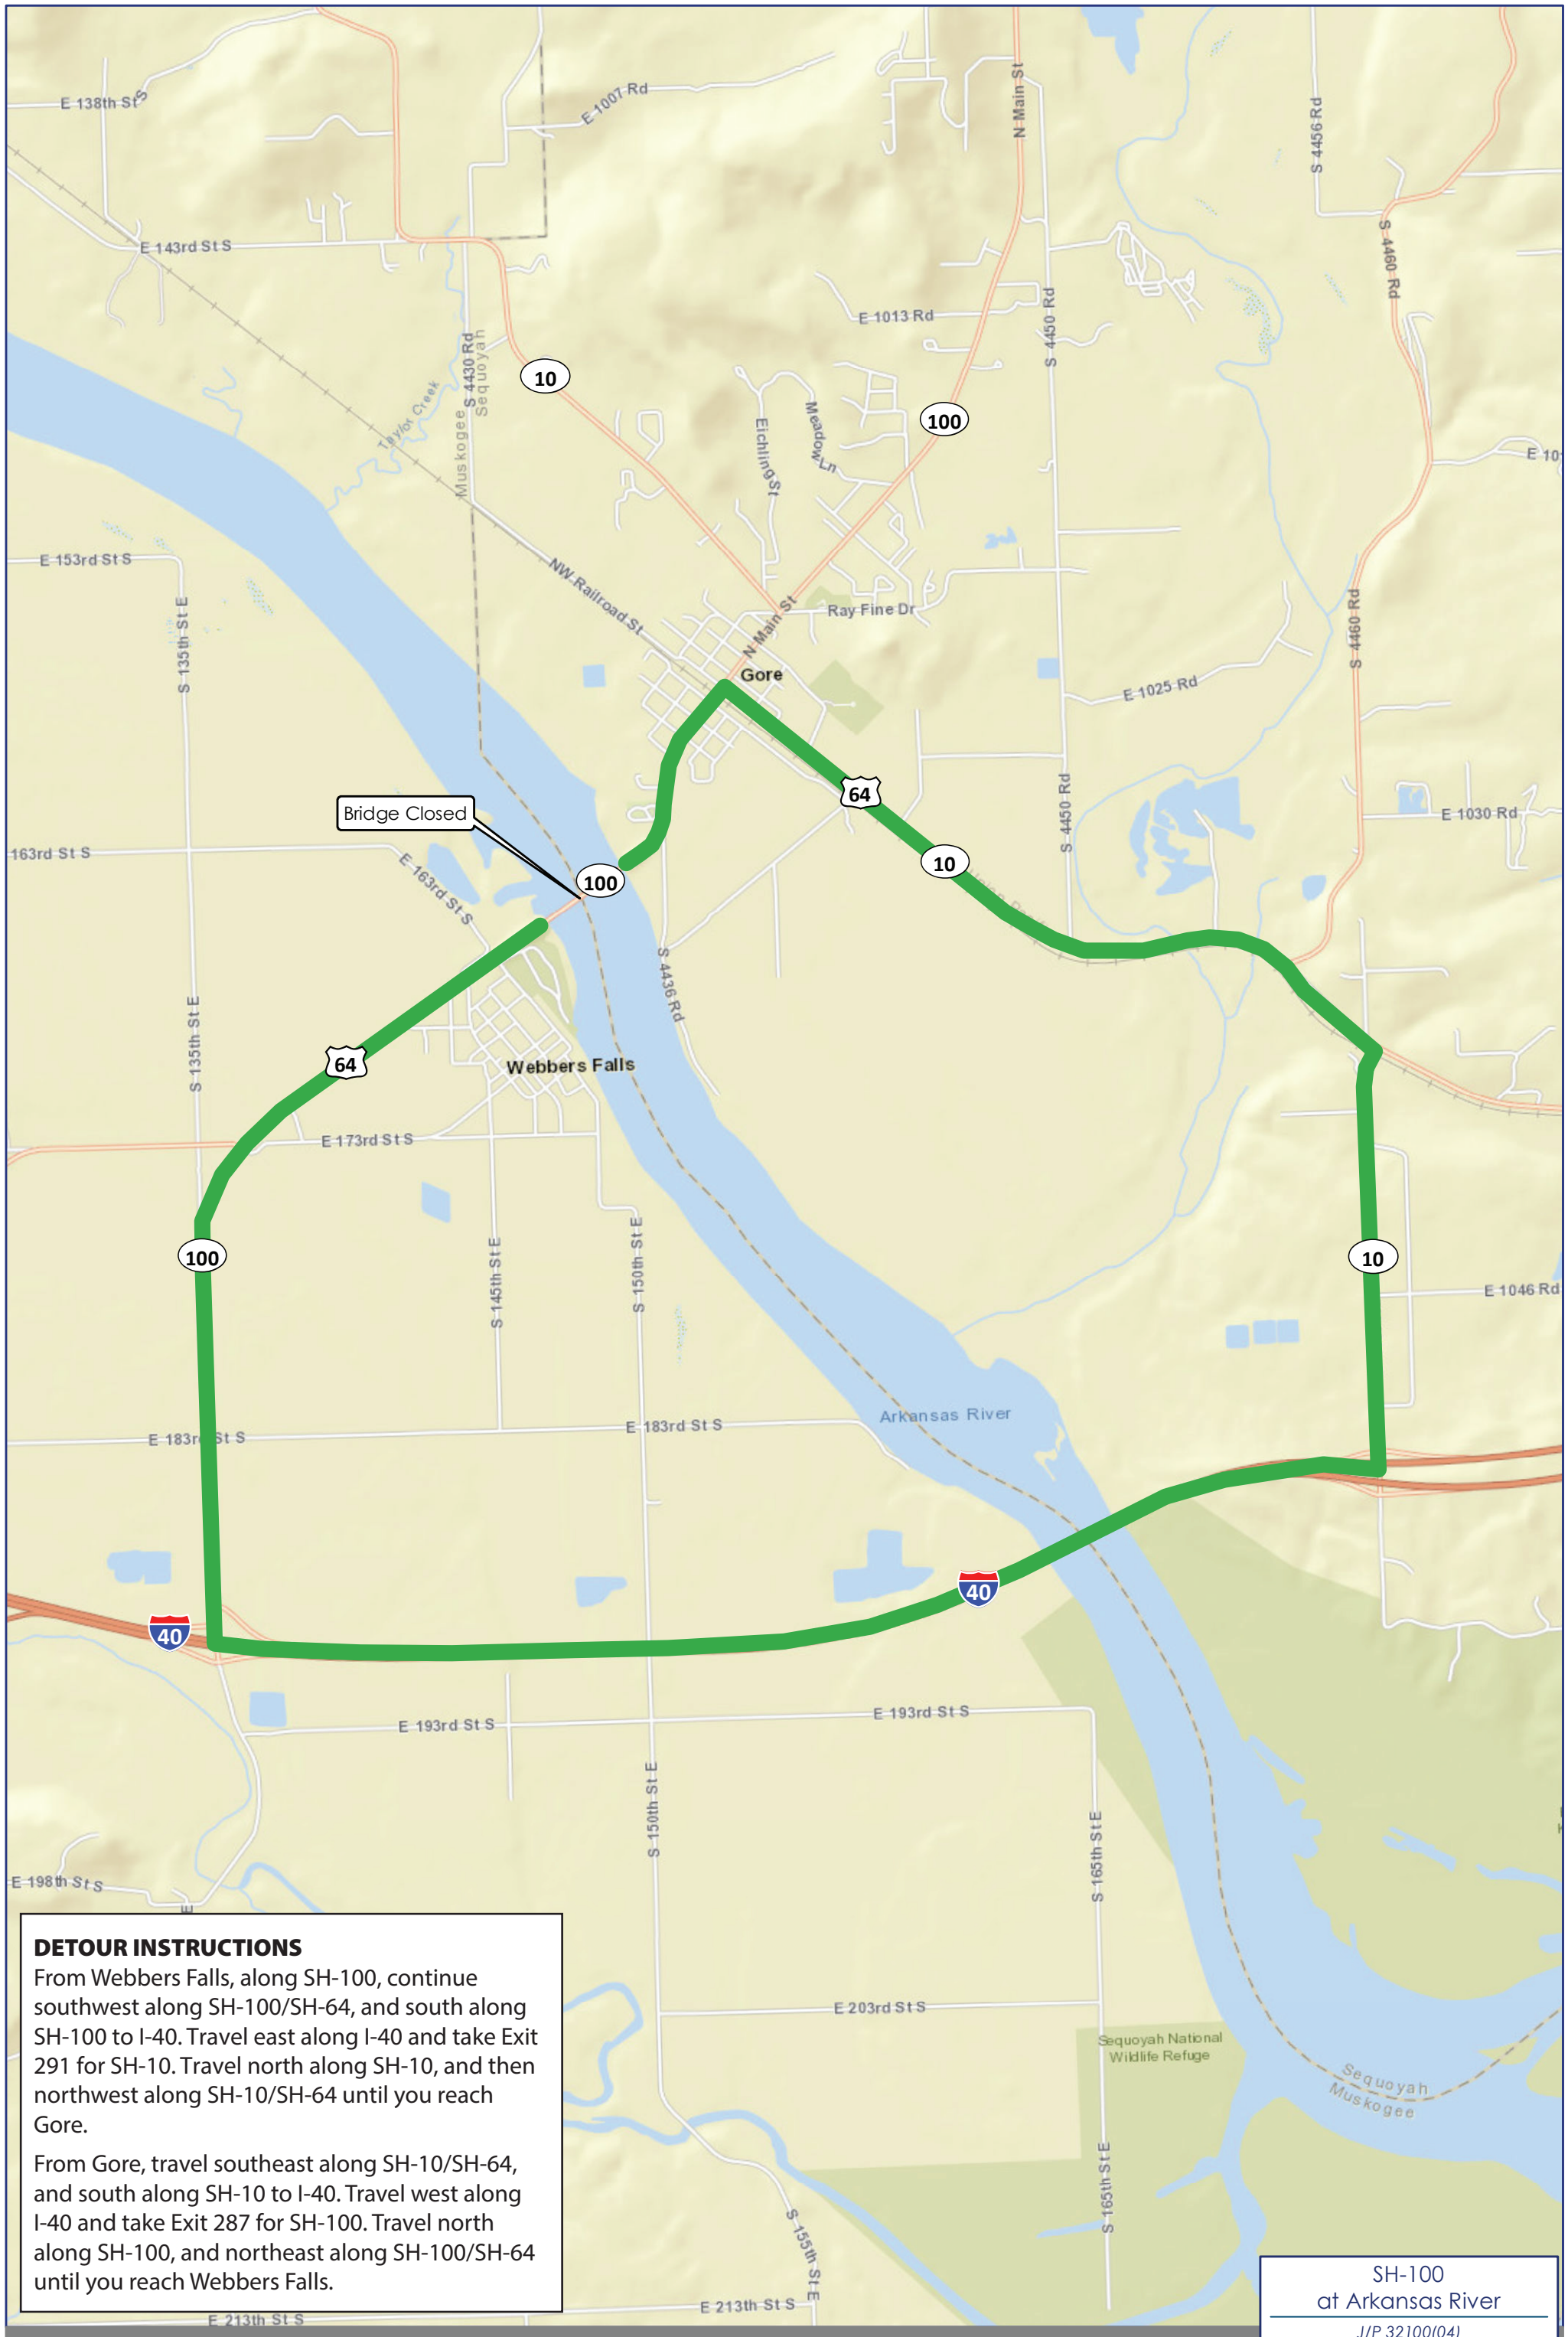 E 138th St S
E 1007 Rd
N Main St
S 4456 Rd
S 4460 Rd
E 143rd St S
E 1013 Rd
S 4450 Rd
S 4430 Rd
Sequoyah
Muskogee
Taylor Creek
10
100
Eichling St
Meadow Ln
E 153rd St S
S 135th St E
NW Railroad St
N Main St
Ray Fine Dr
Gore
S 4460 Rd
E 1025 Rd
64
Bridge Closed
163rd St S
E 163rd St S
S 4450 Rd
E 1030 Rd
10
100
S 4436 Rd
S 135th St E
64
Webbers Falls
E 173rd St S
100
S 145th St E
S 150th St E
10
E 1046 Rd
Arkansas River
E 183rd St S
E 183rd St S
40
40
E 193rd St S
E 193rd St S
S 150th St E
S 165th St E
E 198th St S
E
DETOUR INSTRUCTIONS
From Webbers Falls, along SH-100, continue
southwest along SH-100/SH-64, and south along
SH-100 to I-40. Travel east along I-40 and take Exit
291 for SH-10. Travel north along SH-10, and then
northwest along SH-10/SH-64 until you reach
Gore.
From Gore, travel southeast along SH-10/SH-64,
and south along SH-10 to I-40. Travel west along
I-40 and take Exit 287 for SH-100. Travel north
along SH-100, and northeast along SH-100/SH-64
until you reach Webbers Falls.
E 203rd St S
Sequoyah National
Wildlife Refuge
Sequoyah
Muskogee
S 165th St E
S 155th St E
E 213th St S
E 213th St S
SH-100
at Arkansas River
J/P 32100(04)